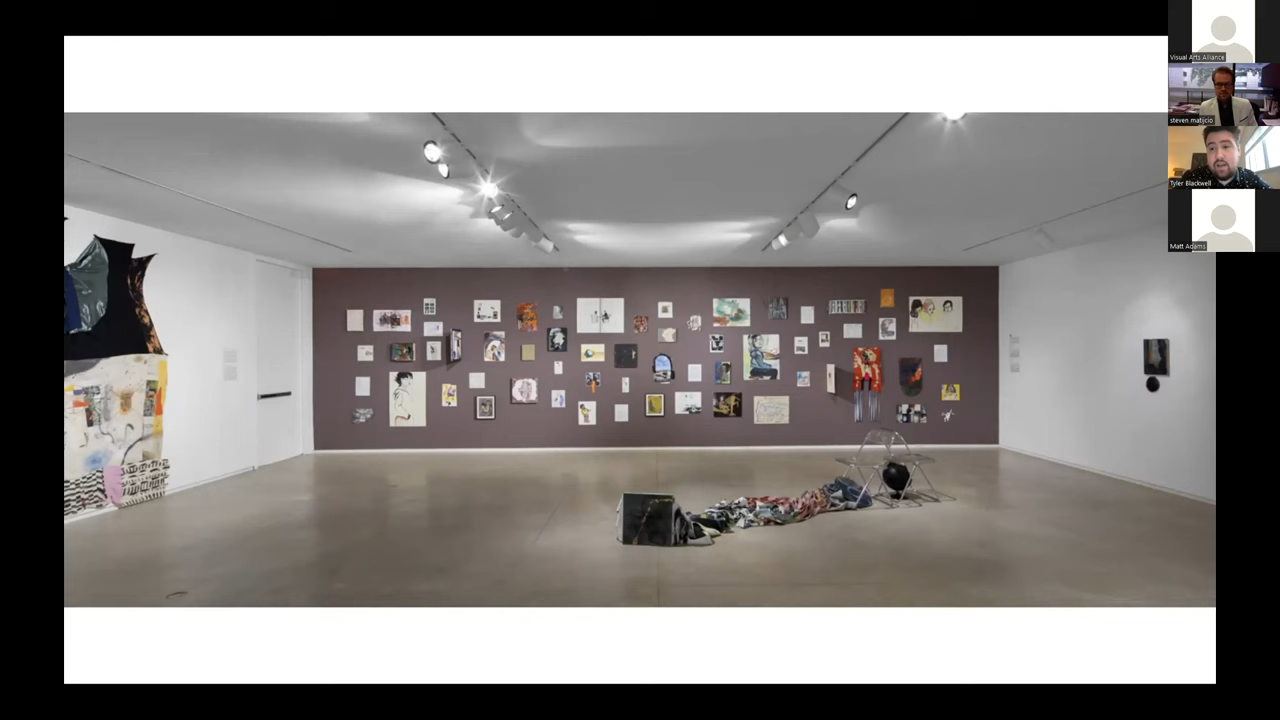 Visual Arts Alliance
steven matijcio
Tyler Blackwell
Matt Adams